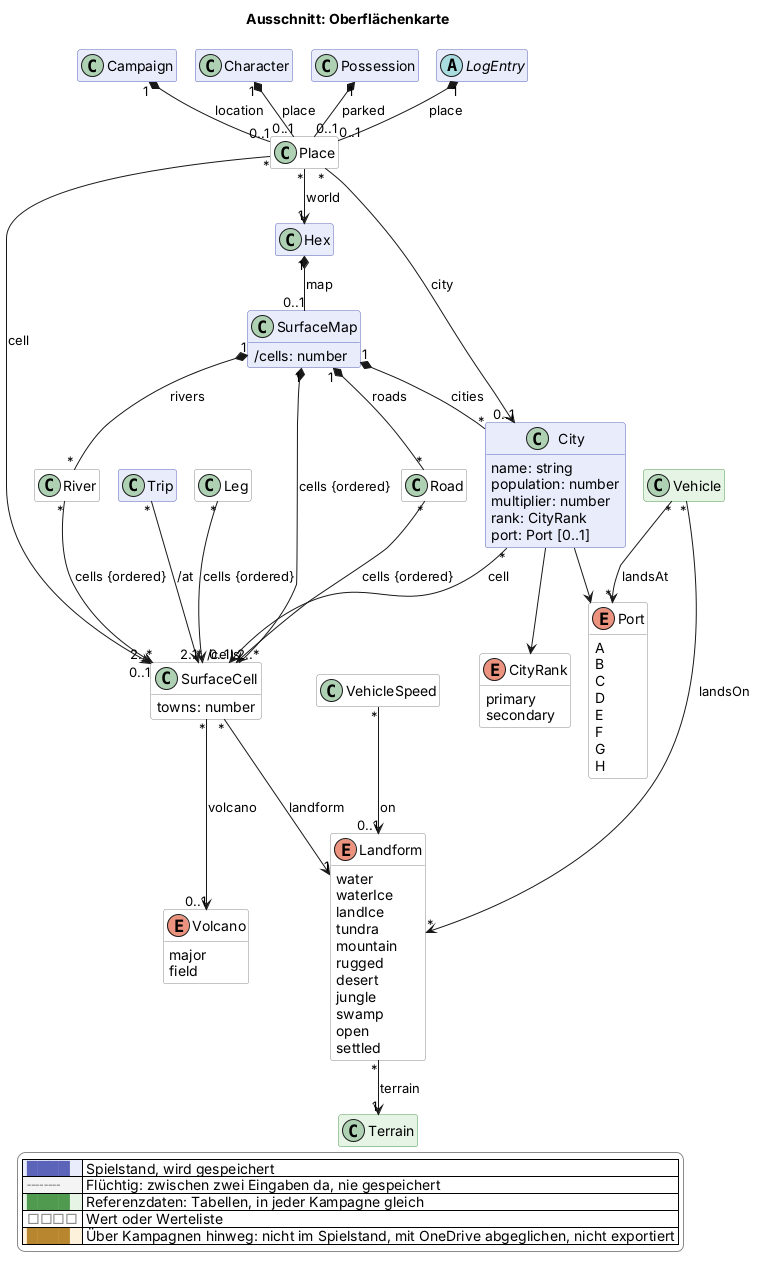 Ausschnitt: Oberflächenkarte
C Campaign
C Character
C Possession
A LogEntry
1
1
1
1
location
place
parked
place
0..1
0..1
0..1
0..1
C Place
*
*
*
world
1
C Hex
city
1
map
0..1
cell
C SurfaceMap
/cells: number
1
1
1
1
rivers
roads
cities
*
*
*
0..1
C City
name: string
population: number
multiplier: number
rank: CityRank
port: Port [0..1]
C River
C Trip
C Leg
cells {ordered}
C Road
C Vehicle
*
*
*
*
*
*
*
cells {ordered}
/at
cells {ordered}
cells {ordered}
cell
landsAt
*
0..1
C SurfaceCell
towns: number
C VehicleSpeed
E CityRank
primary
secondary
E Port
A
B
C
D
E
F
G
H
landsOn
*
*
*
volcano
landform
on
0..1
0..1
1
*
E Volcano
major
field
E Landform
water
waterIce
landIce
tundra
mountain
rugged
desert
jungle
swamp
open
settled
*
terrain
1
C Terrain
Spielstand, wird gespeichert
Flüchtig: zwischen zwei Eingaben da, nie gespeichert
Referenzdaten: Tabellen, in jeder Kampagne gleich
Wert oder Werteliste
Über Kampagnen hinweg: nicht im Spielstand, mit OneDrive abgeglichen, nicht exportiert